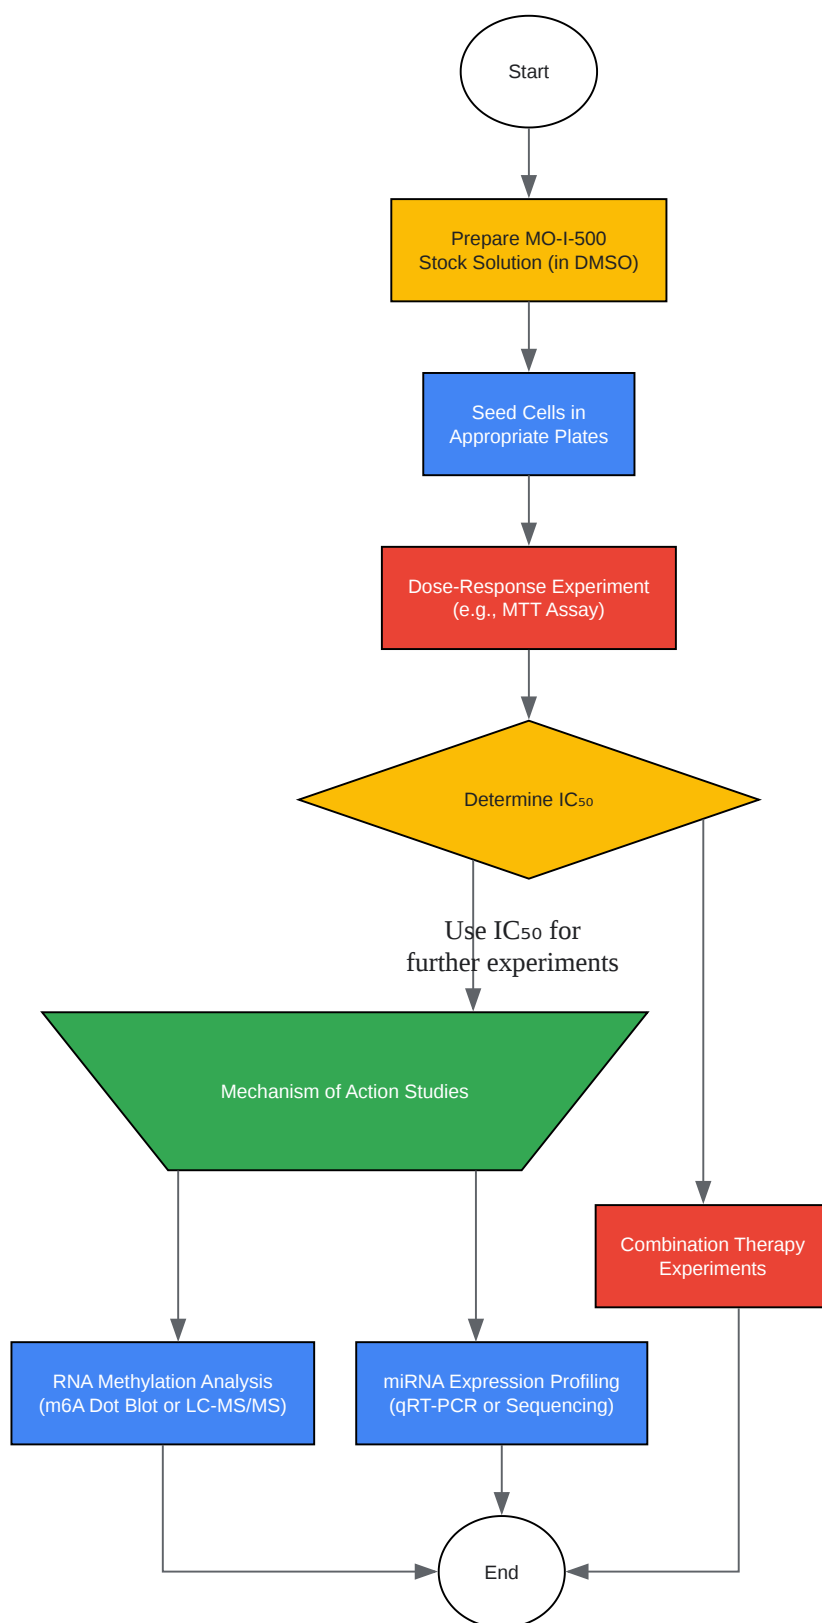 Start
Prepare MO-I-500
Stock Solution (in DMSO)
Seed Cells in
Appropriate Plates
Dose-Response Experiment
(e.g., MTT Assay)
Determine IC₅₀
Use IC₅₀ for
further experiments
Mechanism of Action Studies
Combination Therapy
Experiments
RNA Methylation Analysis
(m6A Dot Blot or LC-MS/MS)
miRNA Expression Profiling
(qRT-PCR or Sequencing)
End